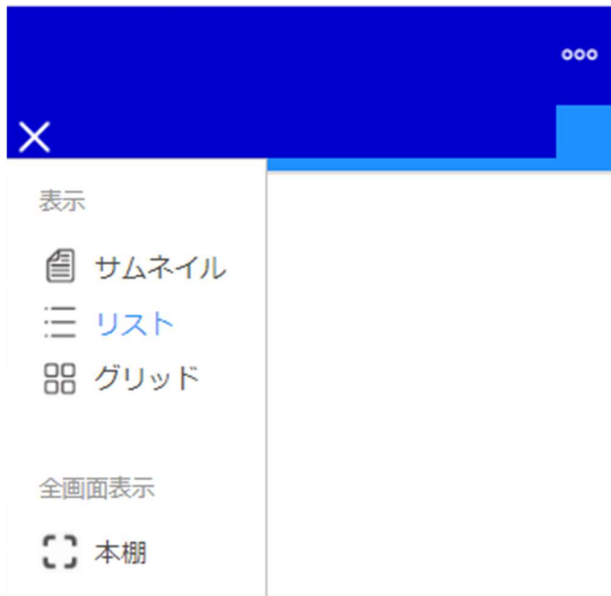 表示
サムネイル
リスト
グリッド
全画面表示
本棚